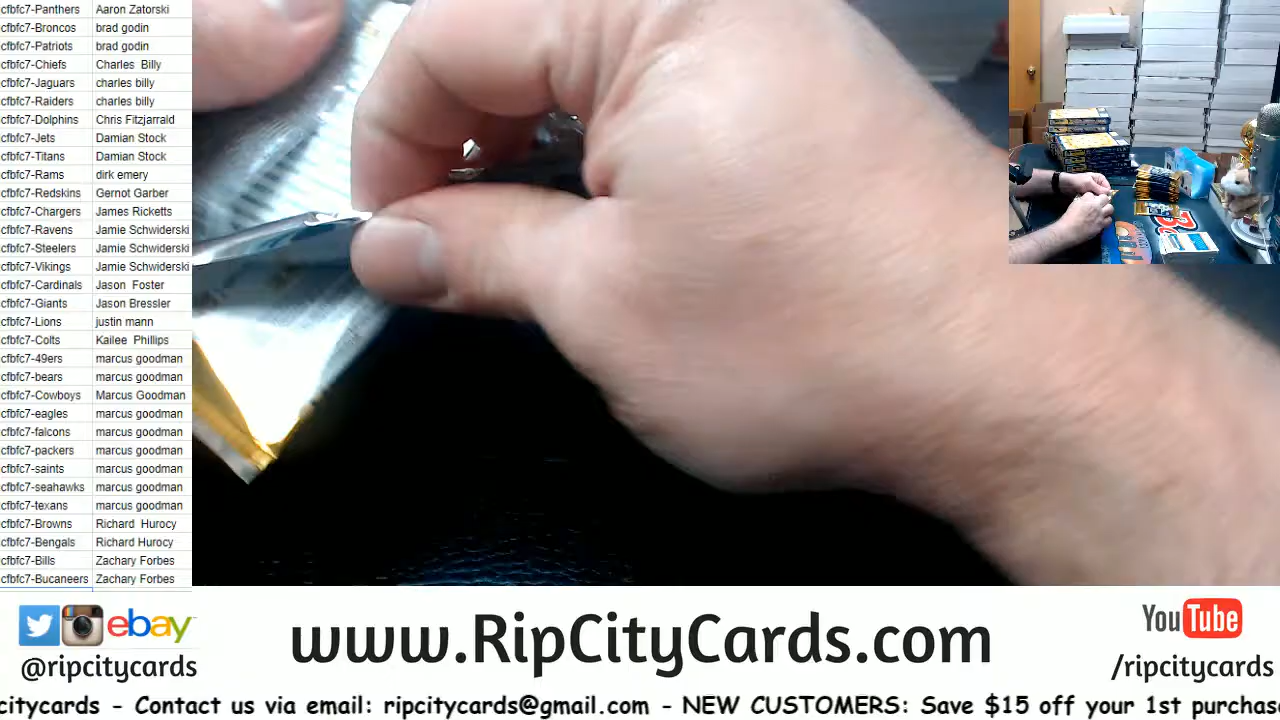 cfbfc7-Panthers Aaron Zatorski
cfbfc7-Broncos brad godin
cfbfc7-Patriots brad godin
cfbfc7-Chiefs Charles Billy
cfbfc7-Jaguars charles billy
cfbfc7-Raiders charles billy
cfbfc7-Dolphins Chris Fitzjarrald
cfbfc7-Jets Damian Stock
cfbfc7-Titans Damian Stock
cfbfc7-Rams dirk emery
cfbfc7-Redskins Gernot Garber
cfbfc7-Chargers James Ricketts
cfbfc7-Ravens Jamie Schwiderski
cfbfc7-Steelers Jamie Schwiderski
cfbfc7-Vikings Jamie Schwiderski
cfbfc7-Cardinals Jason Foster
cfbfc7-Giants Jason Bressler
cfbfc7-Lions justin mann
cfbfc7-Colts Kailee Phillips
cfbfc7-49ers marcus goodman
cfbfc7-bears marcus goodman
cfbfc7-Cowboys Marcus Goodman
cfbfc7-eagles marcus goodman
cfbfc7-falcons marcus goodman
cfbfc7-packers marcus goodman
cfbfc7-saints marcus goodman
cfbfc7-seahawks marcus goodman
cfbfc7-texans marcus goodman
cfbfc7-Browns Richard Hurocy
cfbfc7-Bengals Richard Hurocy
cfbfc7-Bills Zachary Forbes
cfbfc7-Bucaneers Zachary Forbes
ebay
@ripcitycards
www.RipCityCards.com
YouTube
/ripcitycards
citycards - Contact us via email: ripcitycards@gmail.com - NEW CUSTOMERS: Save $15 off your 1st purchas